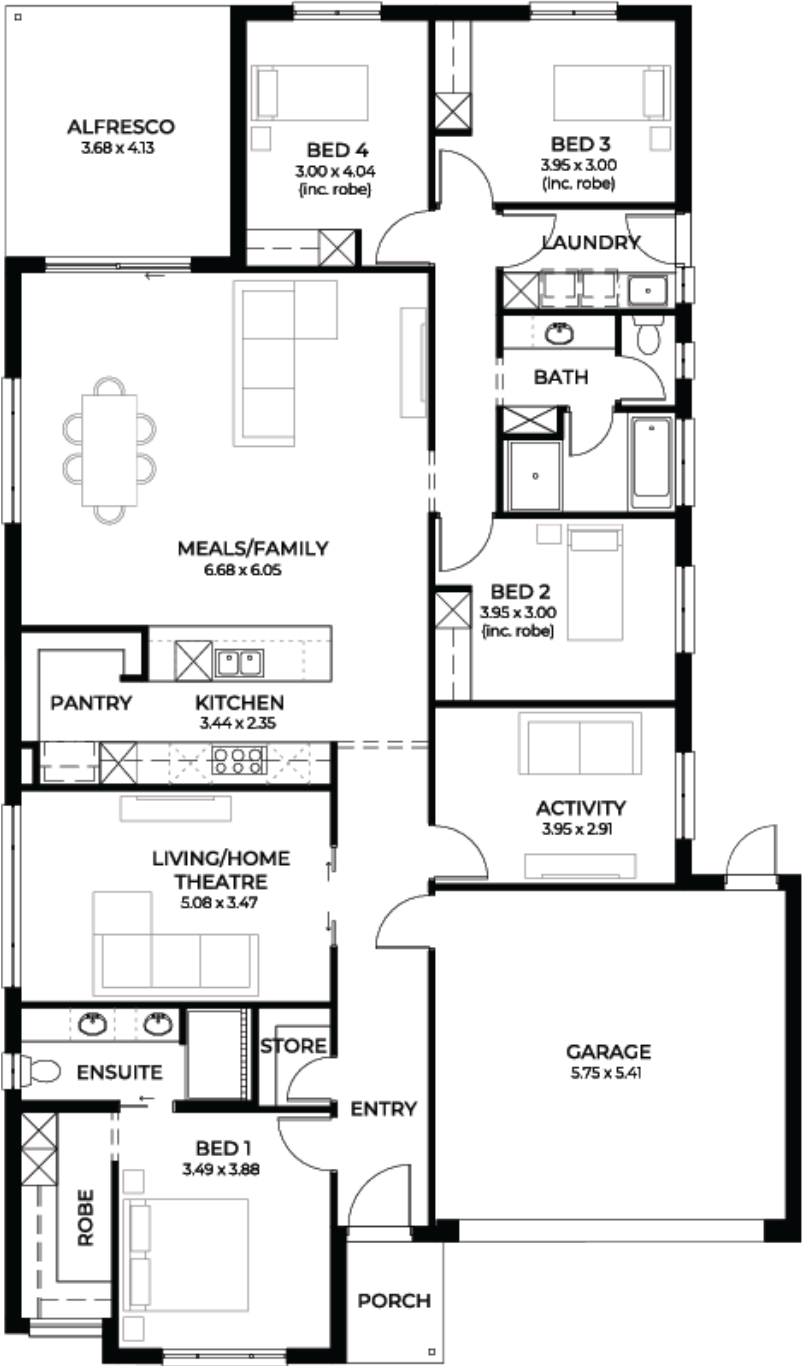 ALFRESCO
3.68 x 4.13
BED 4
3.00 x 4.04
{inc. robe}
BED 3
3.95 x 3.00
(inc. robe)
LAUNDRY
BATH
MEALS/FAMILY
6.68 x 6.05
BED 2
3.95 x 3.00
{inc. robe]
PANTRY
KITCHEN
3.44 x 2.35
ACTIVITY
3.95 x 2.91
LIVING/HOME
THEATRE
5.08 x 3.47
GARAGE
5.75 x 5.41
STORE
ENSUITE
ENTRY
BED 1
3.49 x 3.88
ROBE
PORCH